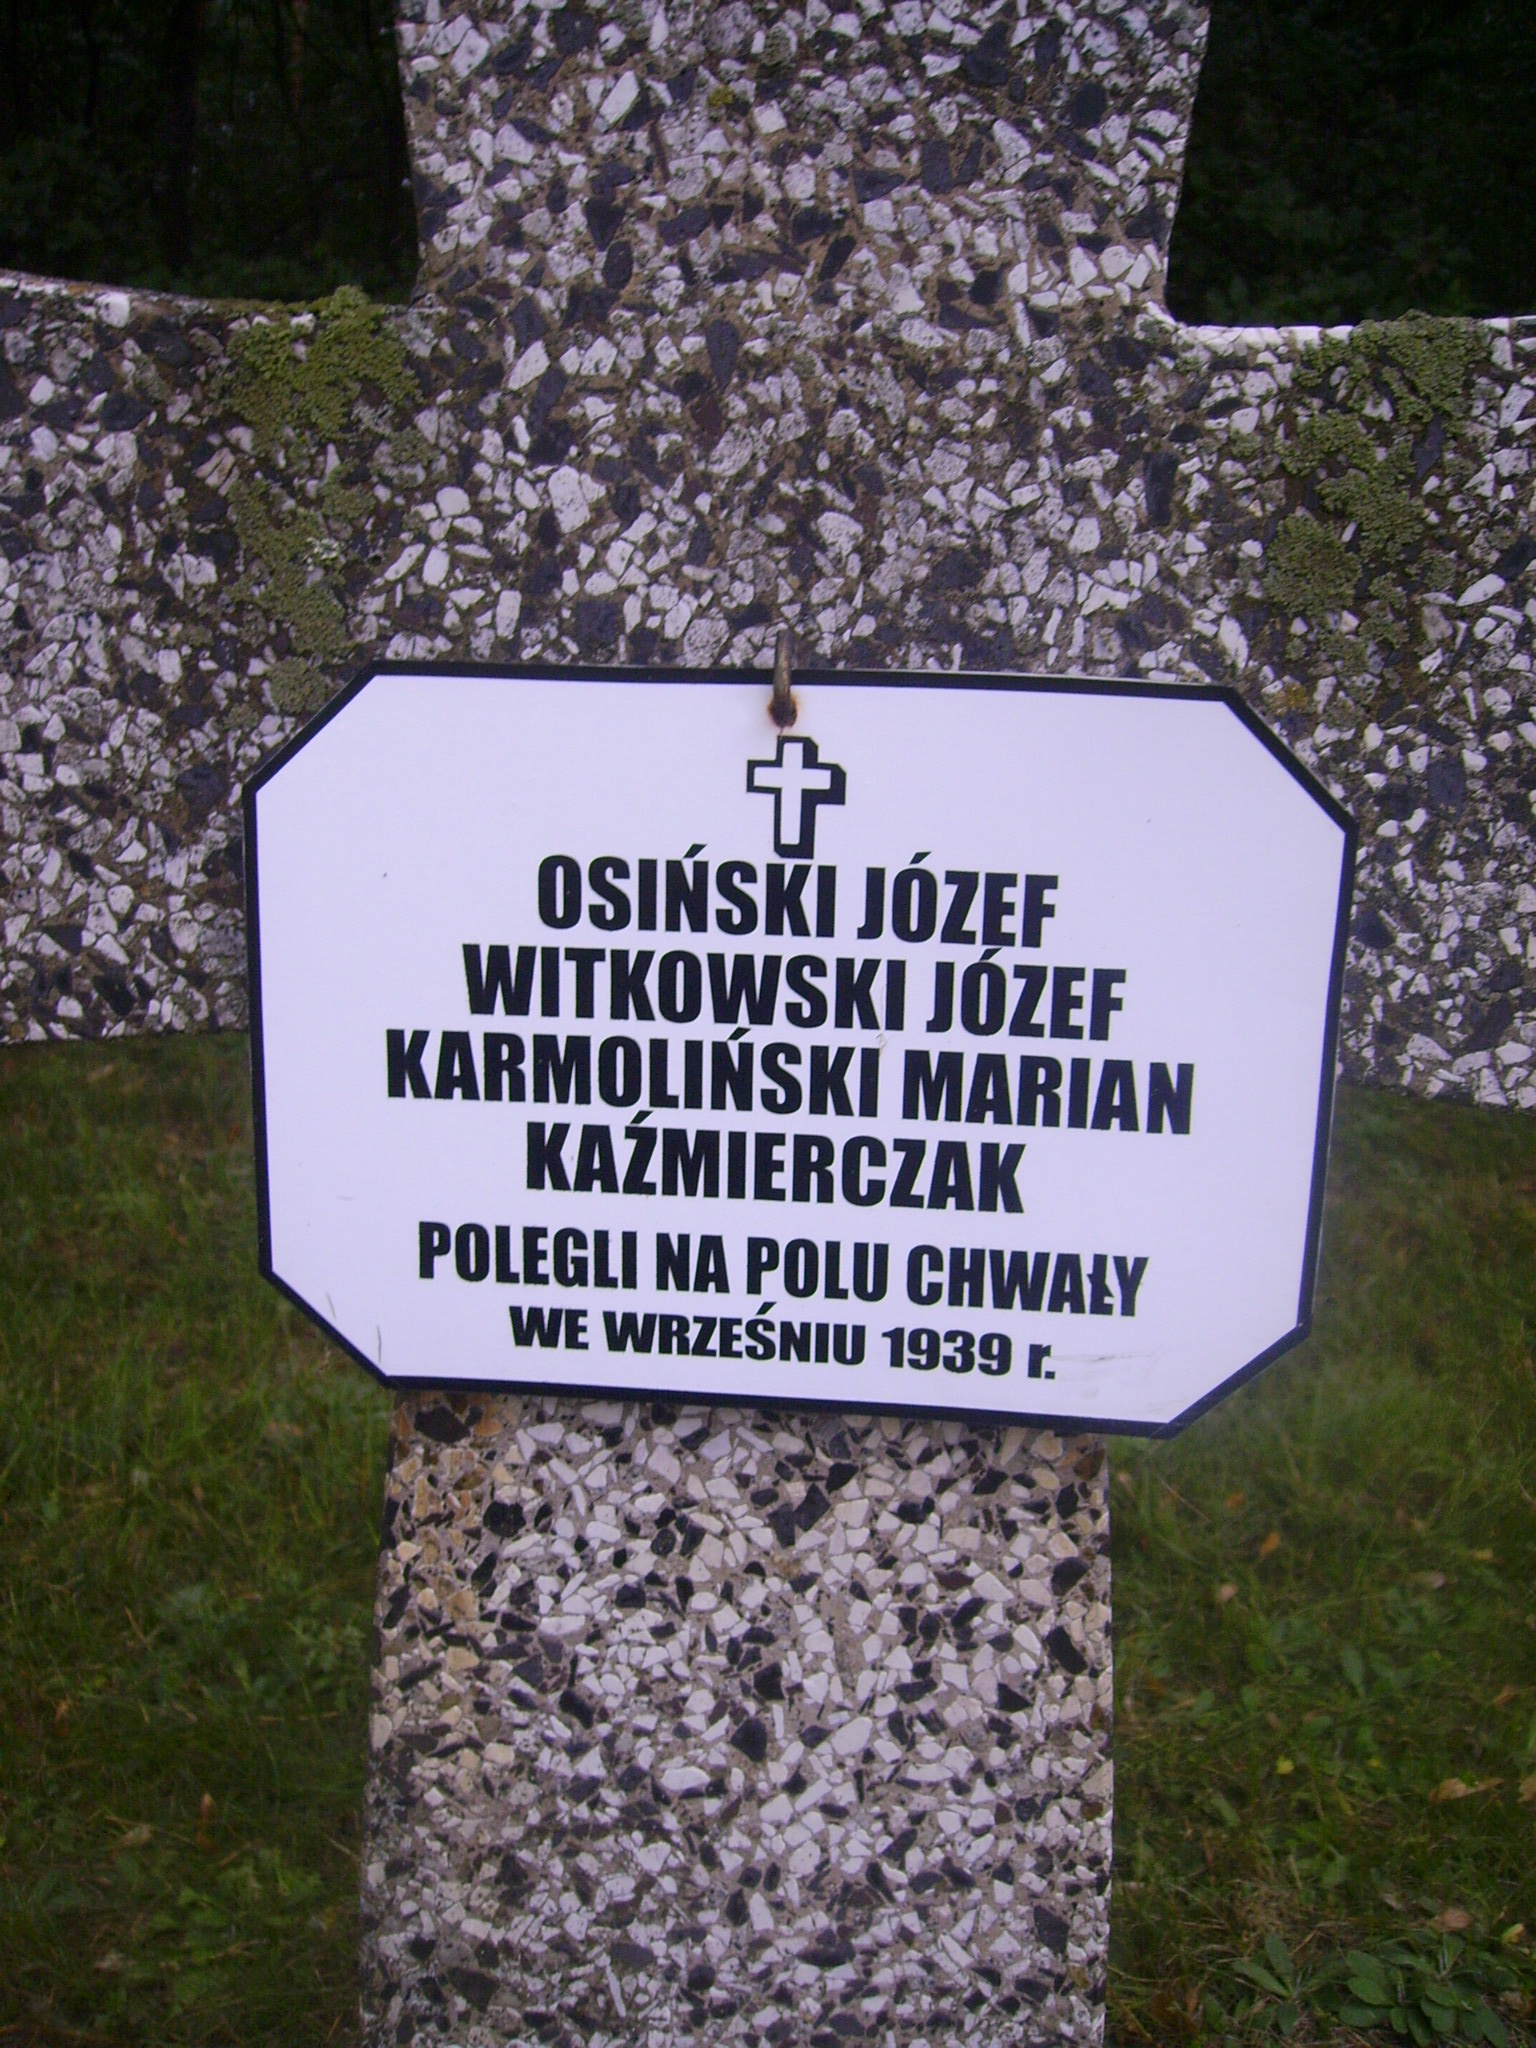 OSIŃSKI JÓZEF
WITKOWSKI JÓZEF
KARMOLIŃSKI MARIAN
KAŹMIERCZAK
POLEGLI NA POLU CHWAŁY
WE WRZEŚNIU 1939 r.